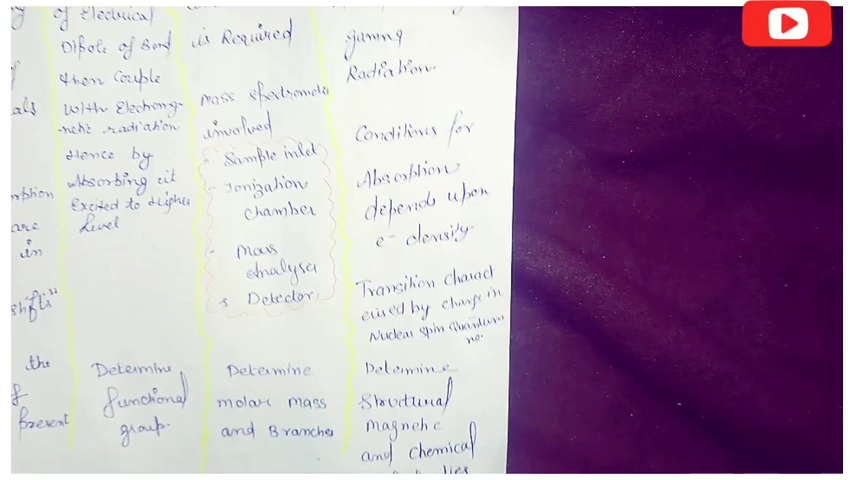 of Electrical
Dipole of Bond
then Couple
with Electromag-
-netic radiation
Hence by
Absorbing it
Excited to Higher
Level
Determine
functional
group.
is Required
mass spectrometer
involved
- Sample inlet
- Ionization
chamber
- Mass
Analyser
Detector
Determine
molar mass
and Branches
Radiation.
Conditions for
Absorption
depends upon
e- density.
Transition charact
erised by change in
Nuclear spin Quantum
no.
Determine
Structural
magnetic
and chemical
als
are
in
shifts"
the
of
present